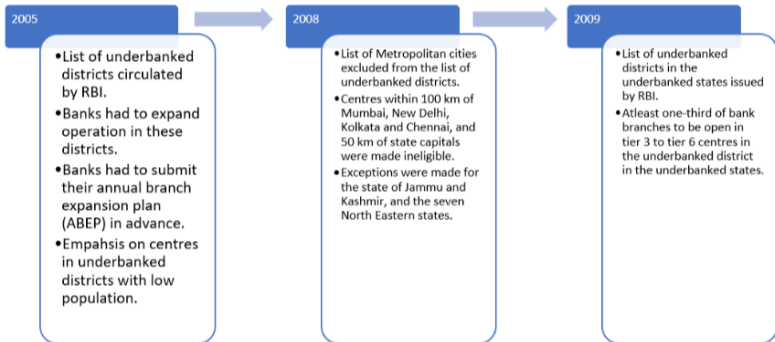 2005
•List of underbanked
districts circulated
by RBI.
•Banks had to expand
operation in these
districts.
•Banks had to submit
their annual branch
expansion plan
(ABEP) in advance.
•Empahsis on centres
in underbanked
districts with low
population.
2008
•List of Metropolitan cities
excluded from the list of
underbanked districts.
•Centres within 100 km of
Mumbai, New Delhi,
Kolkata and Chennai, and
50 km of state capitals
were made ineligible.
•Exceptions were made for
the state of Jammu and
Kashmir, and the seven
North Eastern states.
2009
•List of underbanked
districts in the
underbanked states issued
by RBI.
•Atleast one-third of bank
branches to be open in
tier 3 to tier 6 centres in
the underbanked district
in the underbanked states.